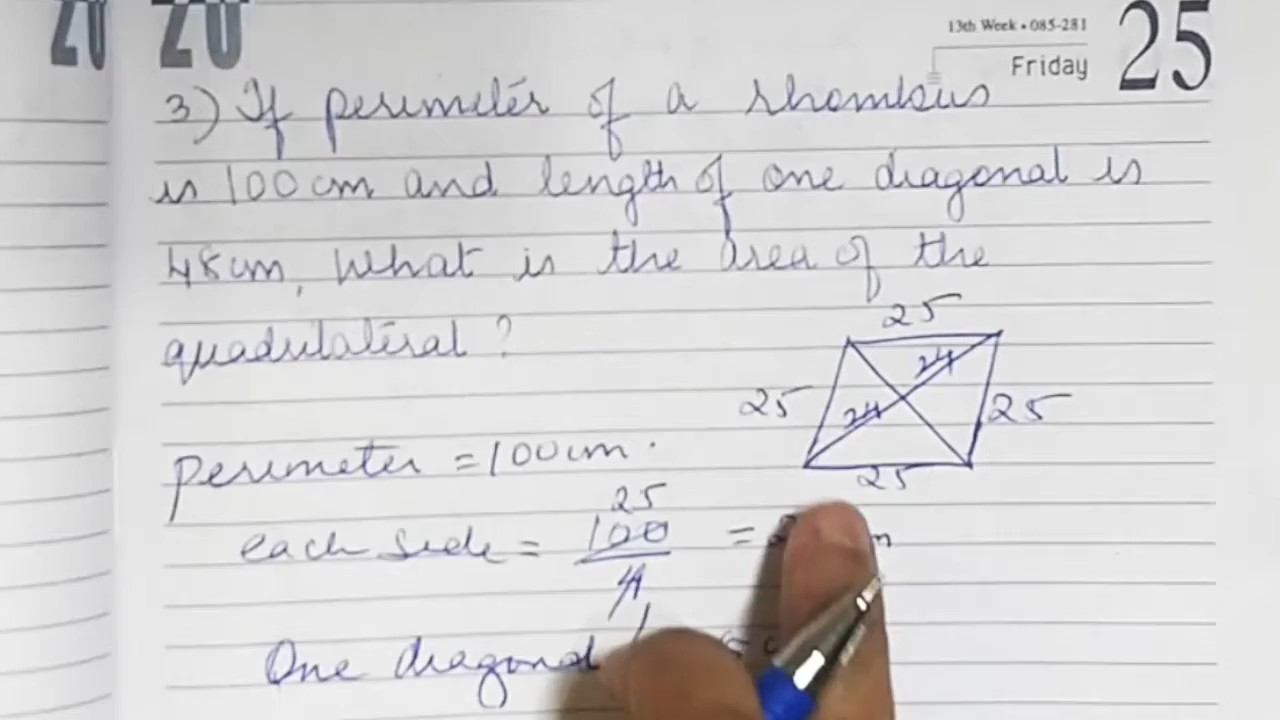 20 20
13th Week • 085-281
Friday
25
3) If perimeter of a rhombus
is 100 cm and length of one diagonal is
48 cm, What is the area of the
quadrilateral?
25
24
25 24 25
25
perimeter = 100 cm.
25
each side = 100 =
4
One diagonal